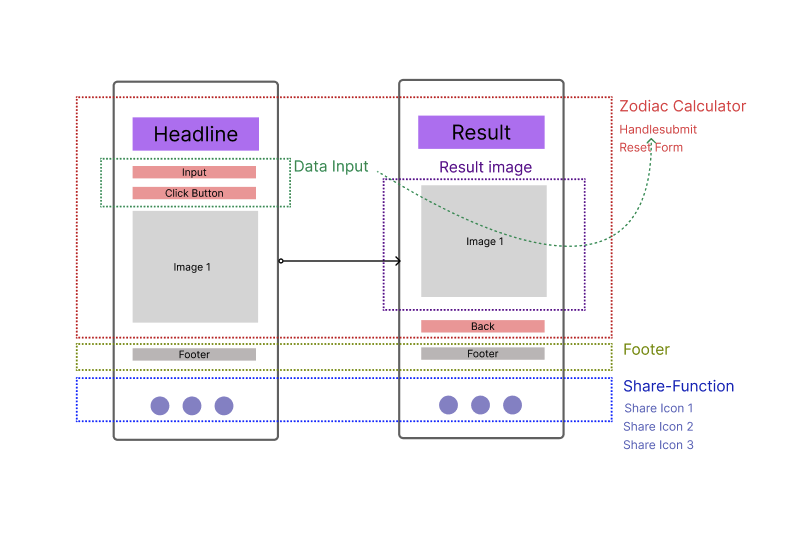 Headline
Input
Click Button
Image 1
Footer
Data Input
Result
Result image
Image 1
Back
Footer
Zodiac Calculator
Handlesubmit
Reset Form
Footer
Share-Function
Share Icon 1
Share Icon 2
Share Icon 3